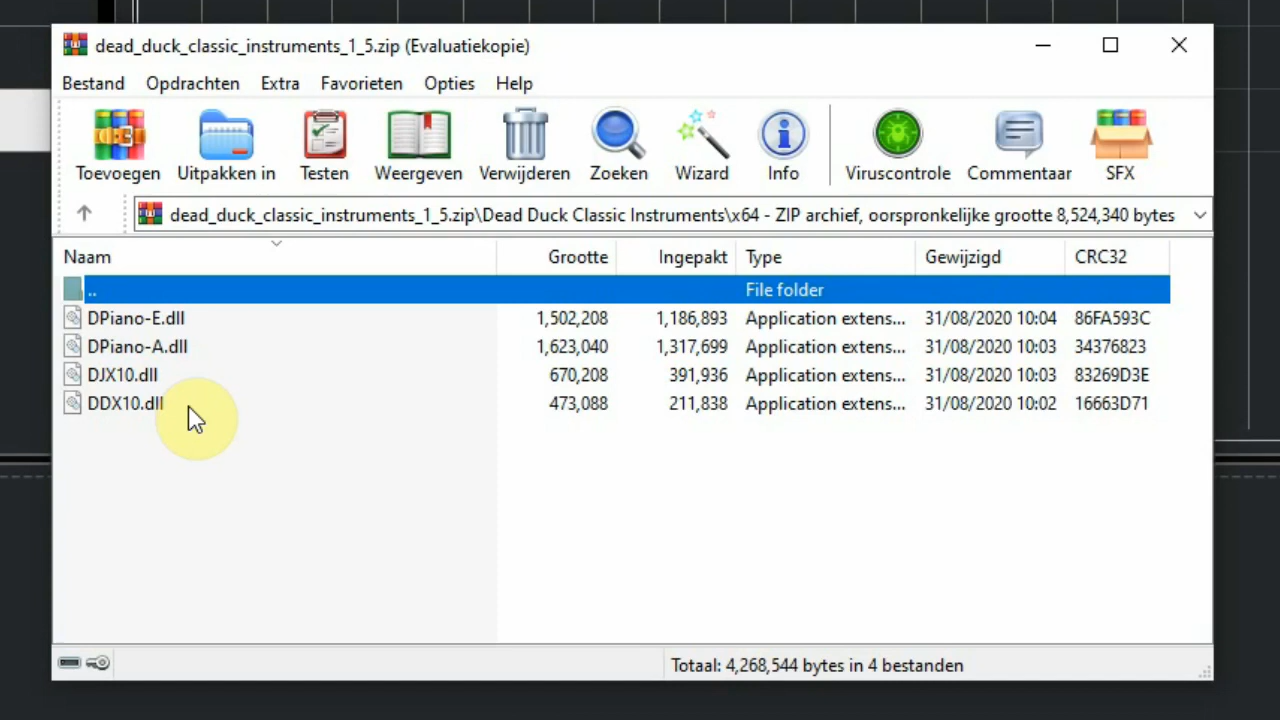 dead_duck_classic_instruments_1_5.zip (Evaluatiekopie)
Bestand Opdrachten Extra Favorieten Opties Help
Toevoegen Uitpakken in Testen Weergeven Verwijderen Zoeken Wizard Info Viruscontrole Commentaar SFX
dead_duck_classic_instruments_1_5.zip\Dead Duck Classic Instruments\x64 - ZIP archief, oorspronkelijke grootte 8,524,340 bytes
Naam Grootte Ingepakt Type Gewijzigd CRC32
.. File folder
DPiano-E.dll 1,502,208 1,186,893 Application extens... 31/08/2020 10:04 86FA593C
DPiano-A.dll 1,623,040 1,317,699 Application extens... 31/08/2020 10:03 34376823
DJX10.dll 670,208 391,936 Application extens... 31/08/2020 10:03 83269D3E
DDX10.dll 473,088 211,838 Application extens... 31/08/2020 10:02 16663D71
Totaal: 4,268,544 bytes in 4 bestanden